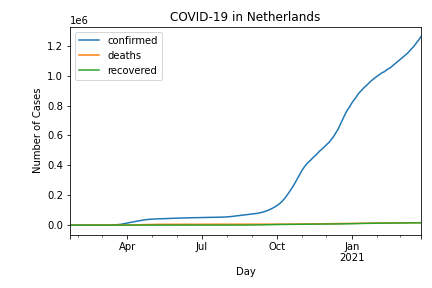 COVID-19 in Netherlands
1e6
confirmed
deaths
recovered
1.2
1.0
0.8
0.6
0.4
0.2
0.0
Number of Cases
Apr
Jul
Oct
Jan
2021
Day